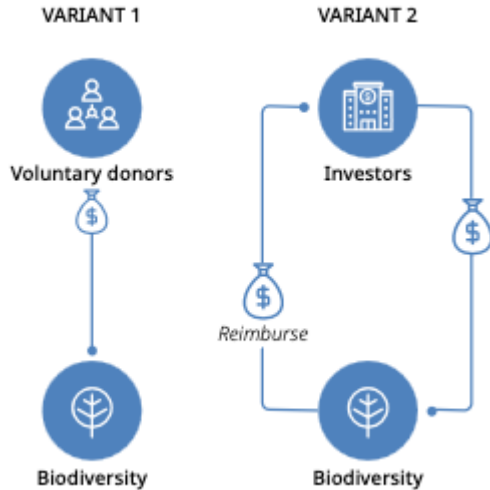 VARIANT 1
VARIANT 2
Voluntary donors
Investors
$
$
$
$
Reimburse
Biodiversity
Biodiversity